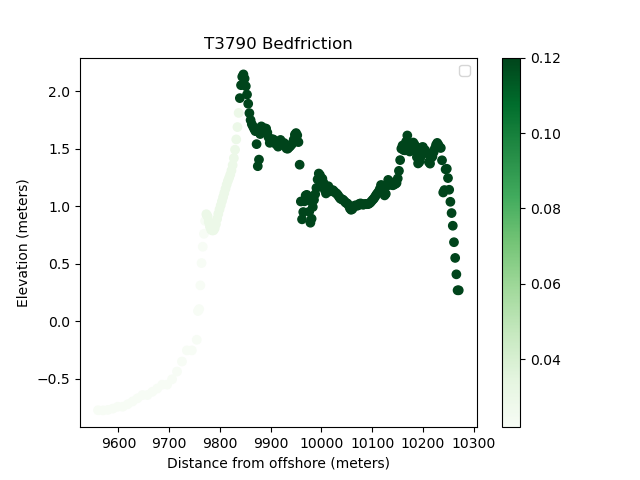 T3790 Bedfriction
0.12
2.0
0.10
1.5
1.0
0.08
0.5
0.06
0.0
0.04
−0.5
Elevation (meters)
9600 9700 9800 9900 10000 10100 10200 10300
Distance from offshore (meters)